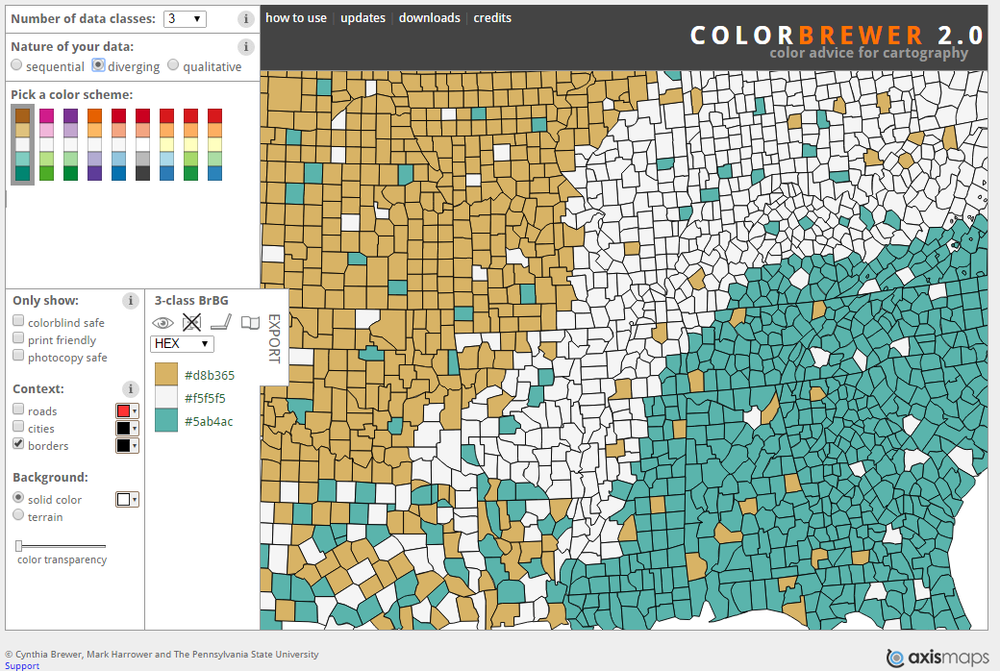 Number of data classes: 3 i
how to use | updates | downloads | credits
COLORBREWER 2.0
color advice for cartography
Nature of your data: i
sequential diverging qualitative
Pick a color scheme:
Only show: i
colorblind safe
print friendly
photocopy safe
Context: i
roads
cities
borders
Background:
solid color
terrain
color transparency
3-class BrBG
EXPORT
HEX
#d8b365
#f5f5f5
#5ab4ac
© Cynthia Brewer, Mark Harrower and The Pennsylvania State University
Support
axismaps